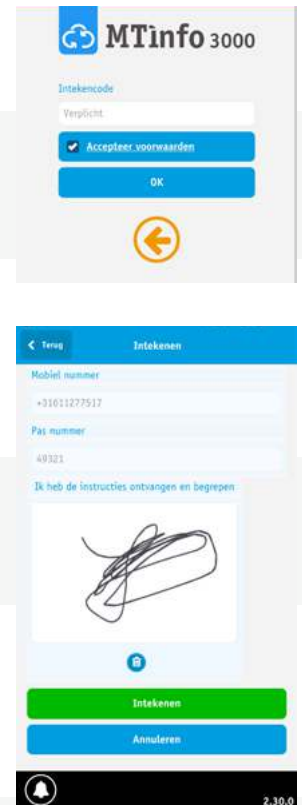 MTinfo 3000
Intekencode
Verplicht
Accepteer voorwaarden
OK
Terug
Intekenen
Mobiel nummer
+31611277517
Pas nummer
49321
Ik heb de instructies ontvangen en begrepen
Intekenen
Annuleren
2.30.0